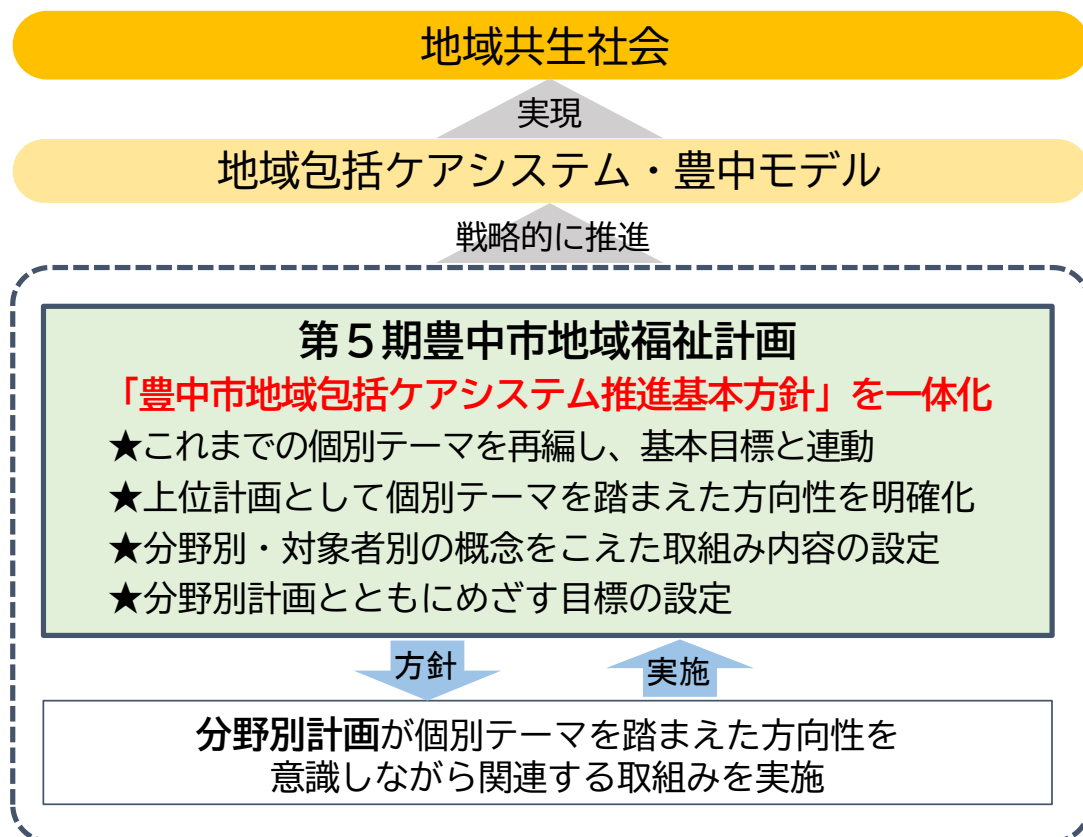 地域共生社会
実現
地域包括ケアシステム・豊中モデル
戦略的に推進
第５期豊中市地域福祉計画
「豊中市地域包括ケアシステム推進基本方針」を一体化
★これまでの個別テーマを再編し、基本目標と連動
★上位計画として個別テーマを踏まえた方向性を明確化
★分野別・対象者別の概念をこえた取組み内容の設定
★分野別計画とともにめざす目標の設定
方針
実施
分野別計画が個別テーマを踏まえた方向性を
意識しながら関連する取組みを実施